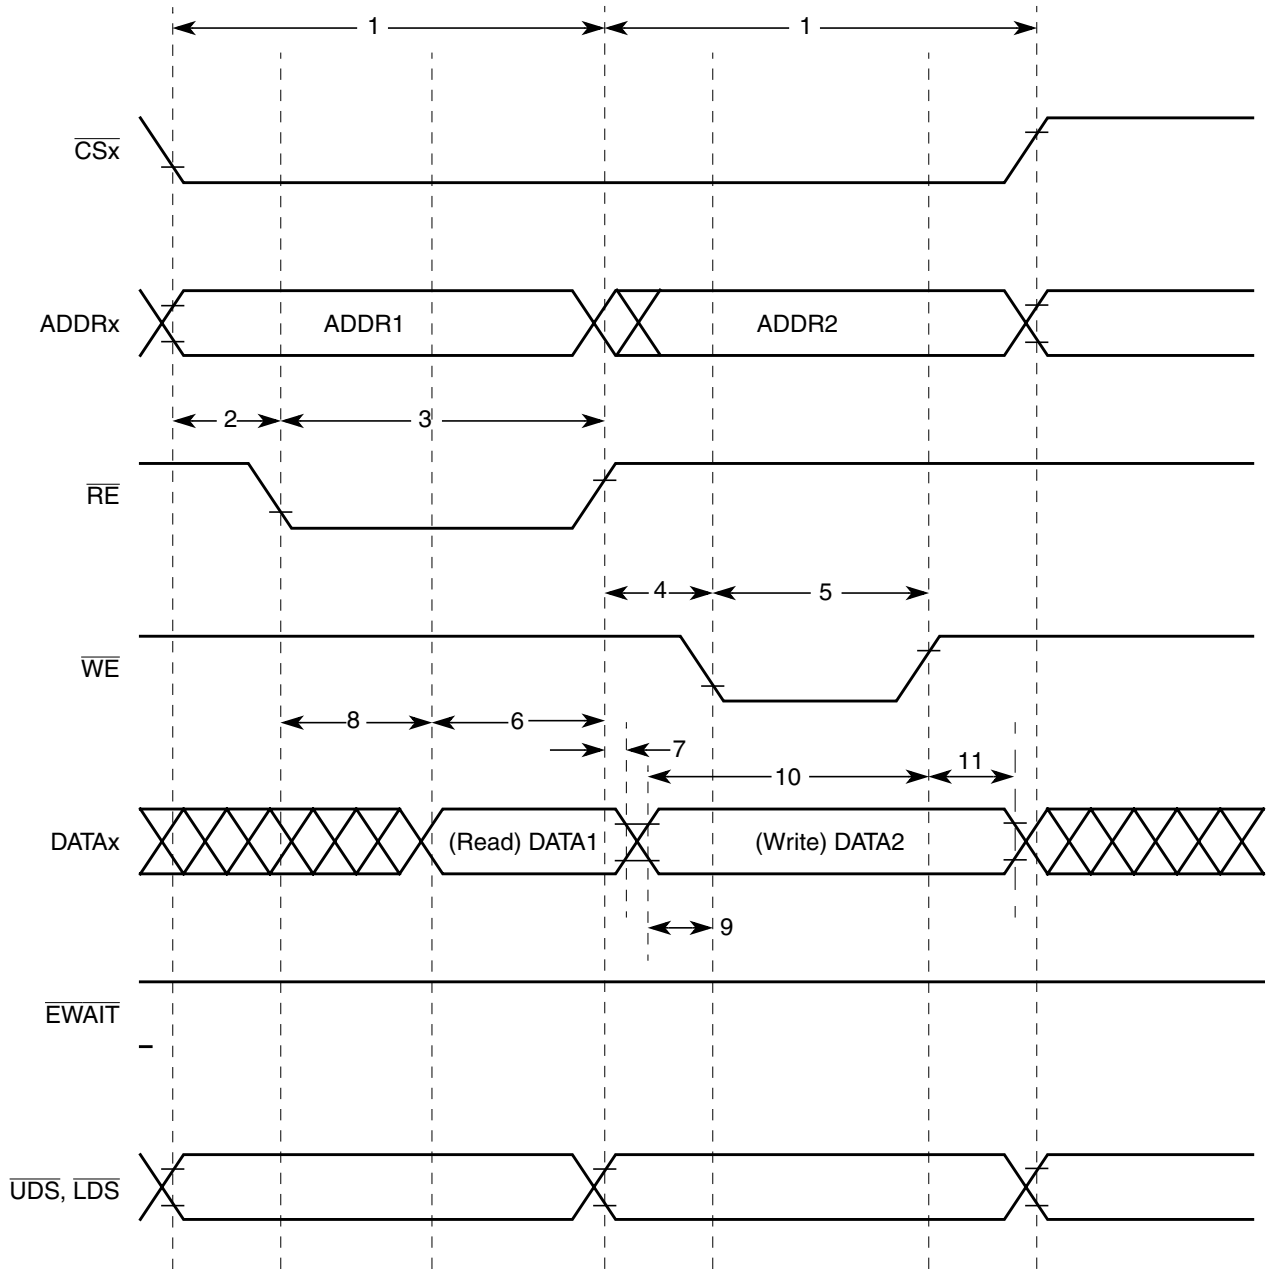 1 1
CSx
ADDRx ADDR1 ADDR2
2 3
RE
4 5
WE
8 6
7
10 11
DATAx (Read) DATA1 (Write) DATA2
9
EWAIT
UDS, LDS